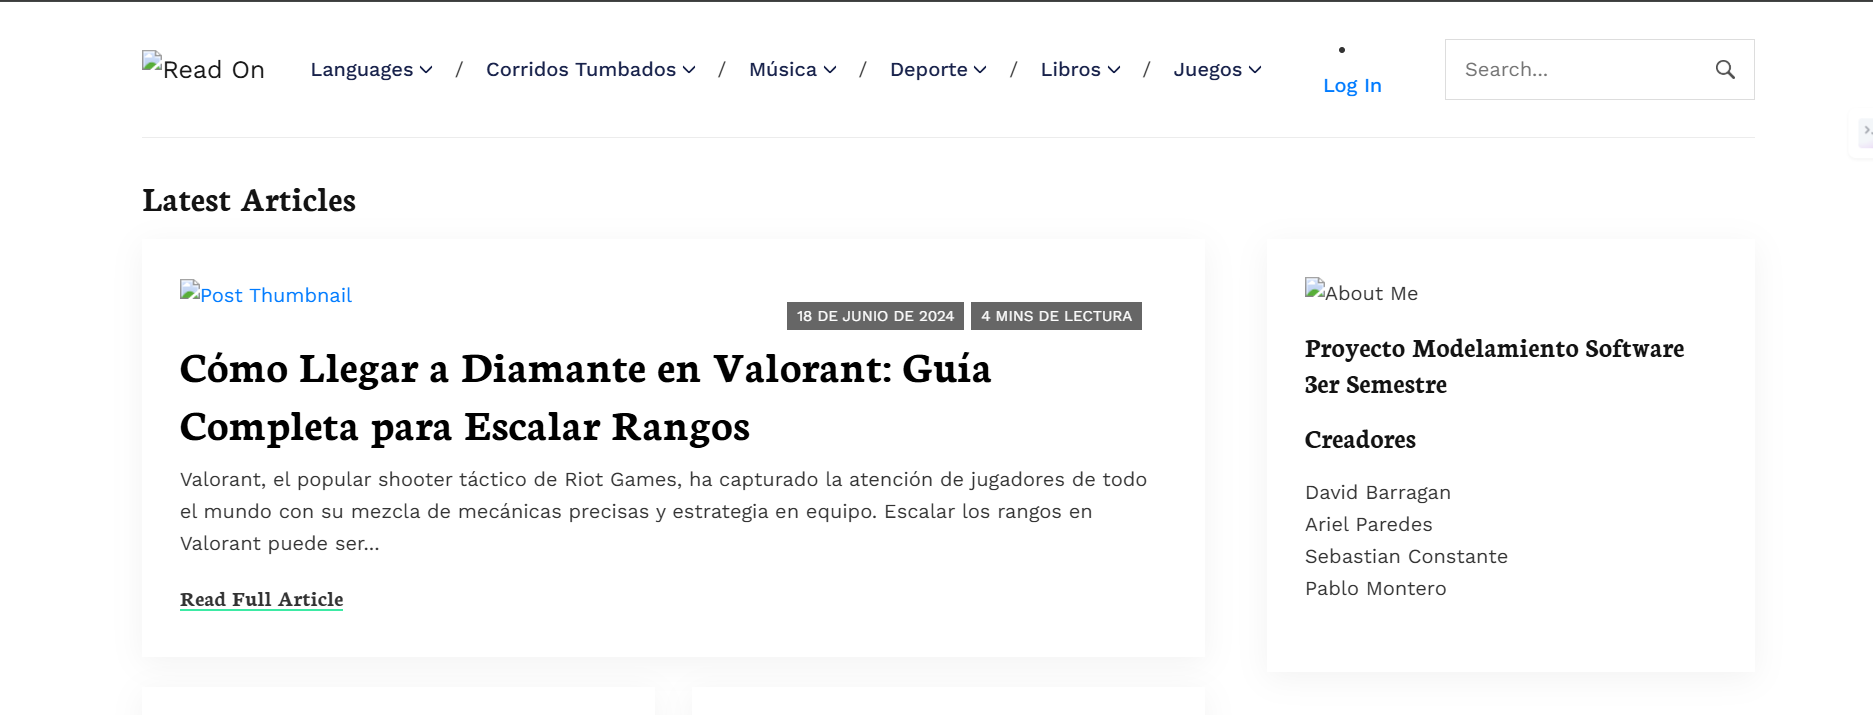 Read On
Languages / Corridos Tumbados / Música / Deporte / Libros / Juegos
Log In
Search...
Latest Articles
Post Thumbnail
18 DE JUNIO DE 2024 4 MINS DE LECTURA
Cómo Llegar a Diamante en Valorant: Guía
Completa para Escalar Rangos
Valorant, el popular shooter táctico de Riot Games, ha capturado la atención de jugadores de todo
el mundo con su mezcla de mecánicas precisas y estrategia en equipo. Escalar los rangos en
Valorant puede ser...
Read Full Article
About Me
Proyecto Modelamiento Software
3er Semestre
Creadores
David Barragan
Ariel Paredes
Sebastian Constante
Pablo Montero